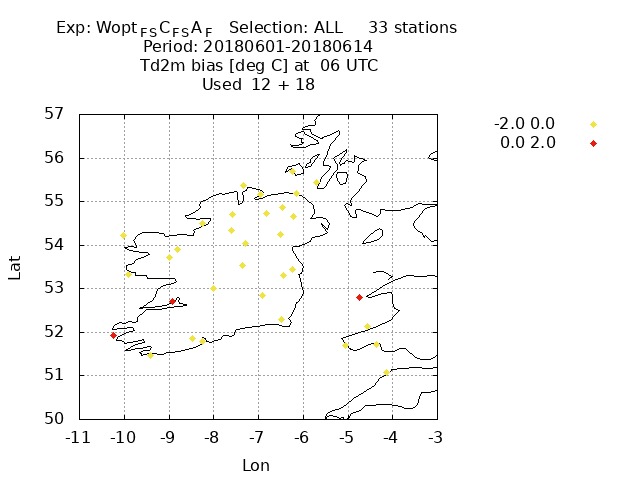 Exp: Wopt FS C FS A F   Selection: ALL     33 stations
Period: 20180601-20180614
Td2m bias [deg C] at  06 UTC
Used  12 + 18
-2.0 0.0
0.0 2.0
57
56
55
54
53
52
51
50
Lat
-11 -10 -9 -8 -7 -6 -5 -4 -3
Lon